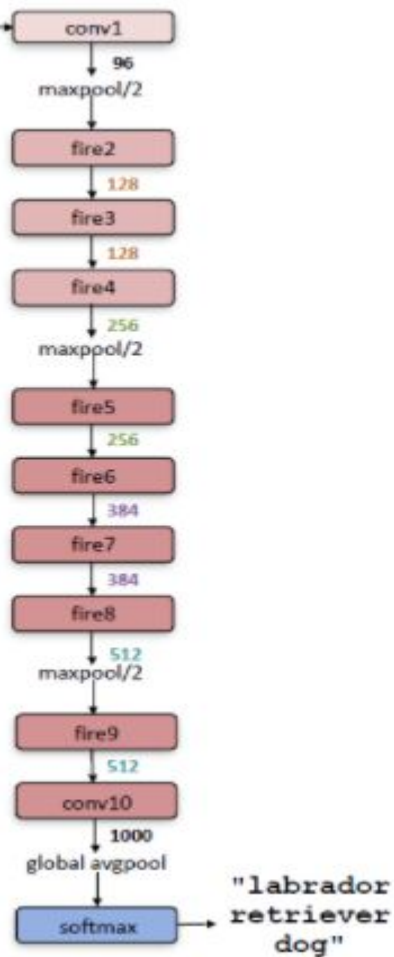 conv1
96
maxpool/2
fire2
128
fire3
128
fire4
256
maxpool/2
fire5
256
fire6
384
fire7
384
fire8
512
maxpool/2
fire9
512
conv10
1000
global avgpool
softmax
"labrador
retriever
dog"